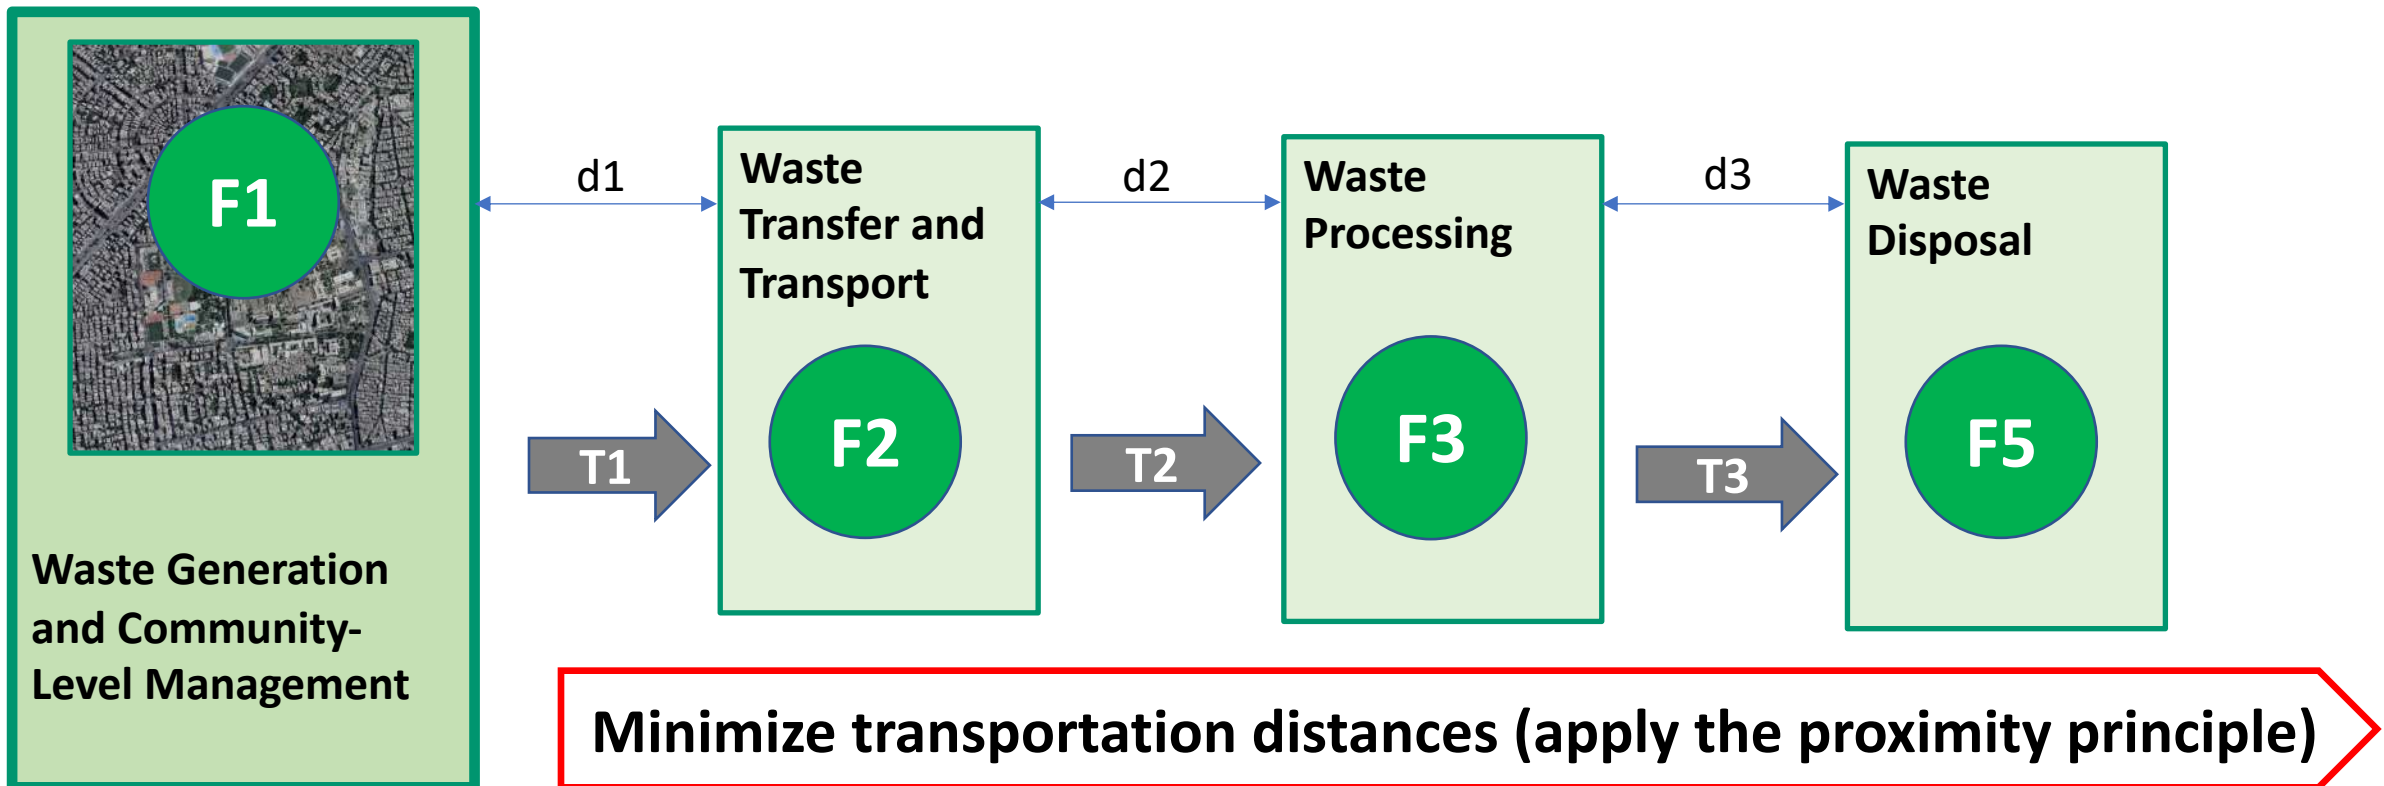 F1
Waste Generation
and Community-
Level Management
d1
T1
Waste
Transfer and
Transport
F2
d2
T2
Waste
Processing
F3
d3
T3
Waste
Disposal
F5
Minimize transportation distances (apply the proximity principle)